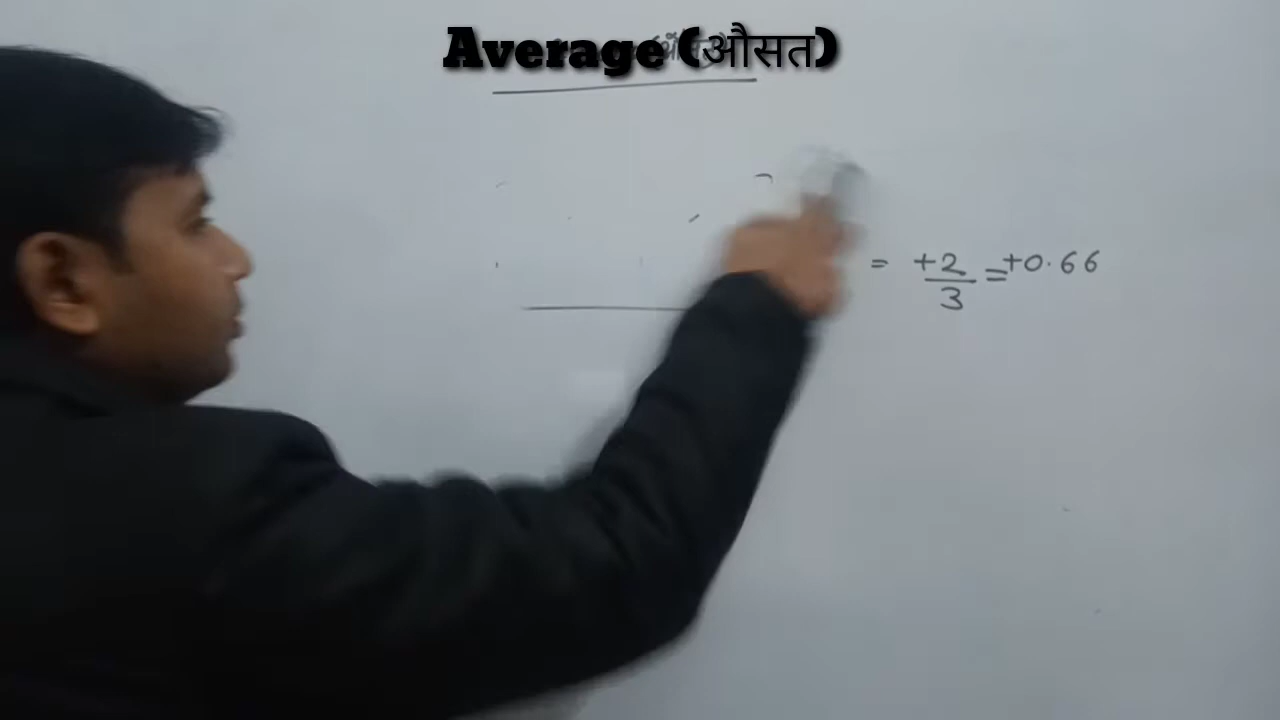 Average (औसत)
= +2/3 = +0.66